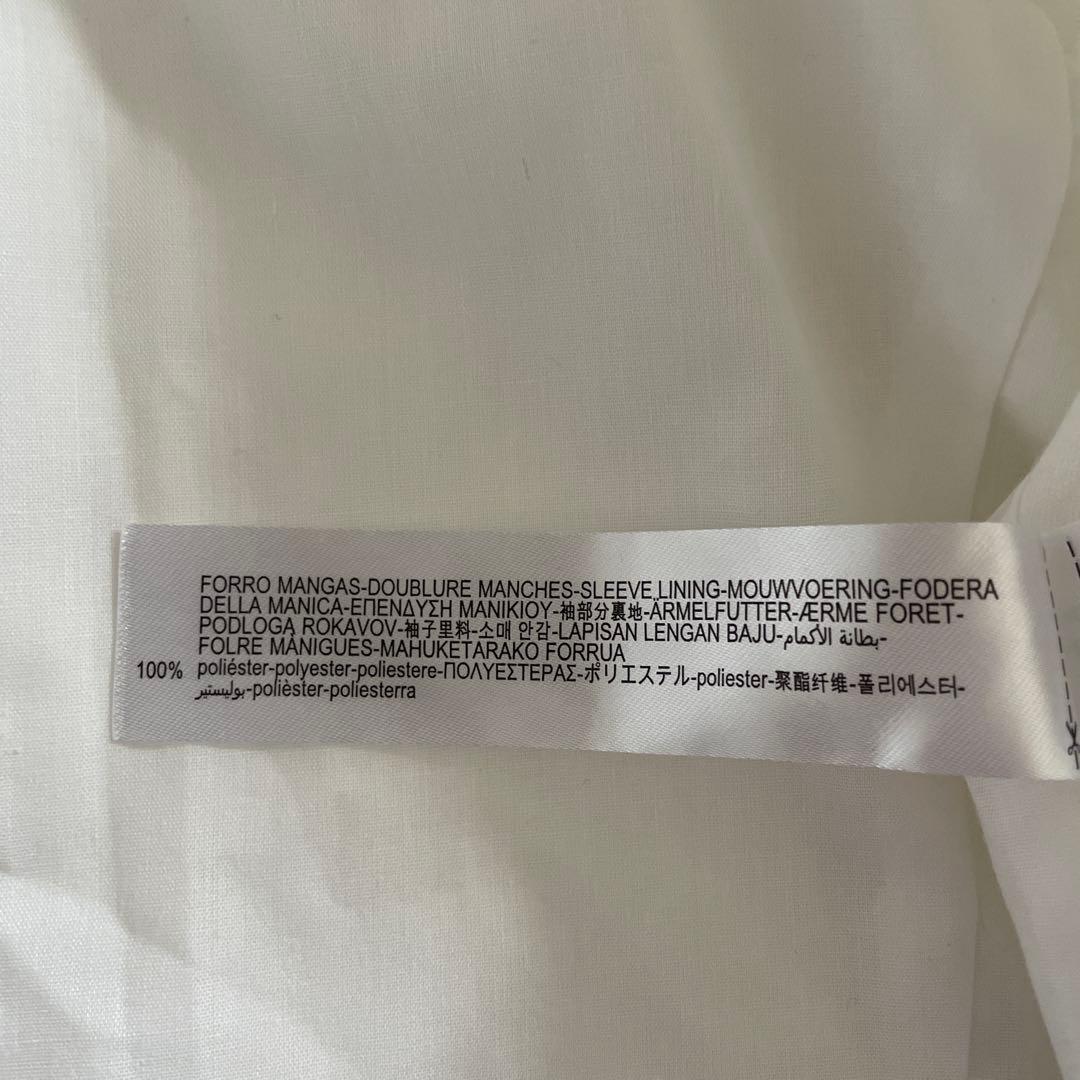 FORRO MANGAS-DOUBLURE MANCHES-SLEEVE LINING-MOUWVOERING-FODERA
DELLA MANICA-ΕΠΕΝΔΥΣΗ ΜΑΝΙΚΙΟΥ-袖部分裏地-ÄRMELFUTTER-ÆRME FORET-
PODLOGA ROKAVOV-袖子里料-소매 안감-LAPISAN LENGAN BAJU-بطانة الأكمام-
FOLRE MÀNIGUES-MAHUKETARAKO FORRUA
100% poliéster-polyester-poliestere-ΠΟΛΥΕΣΤΕΡΑΣ-ポリエステル-poliester-聚酯纤维-폴리에스터-
بوليستير-polièster-poliesterra